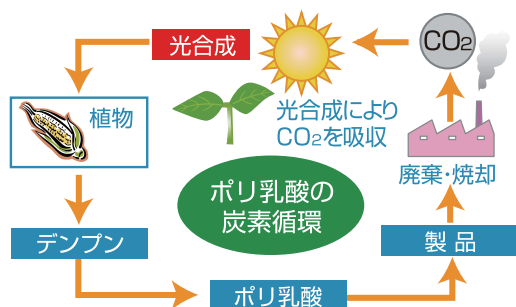 光合成
CO₂
植物
光合成により
CO₂を吸収
廃棄・焼却
ポリ乳酸の
炭素循環
デンプン
製品
ポリ乳酸